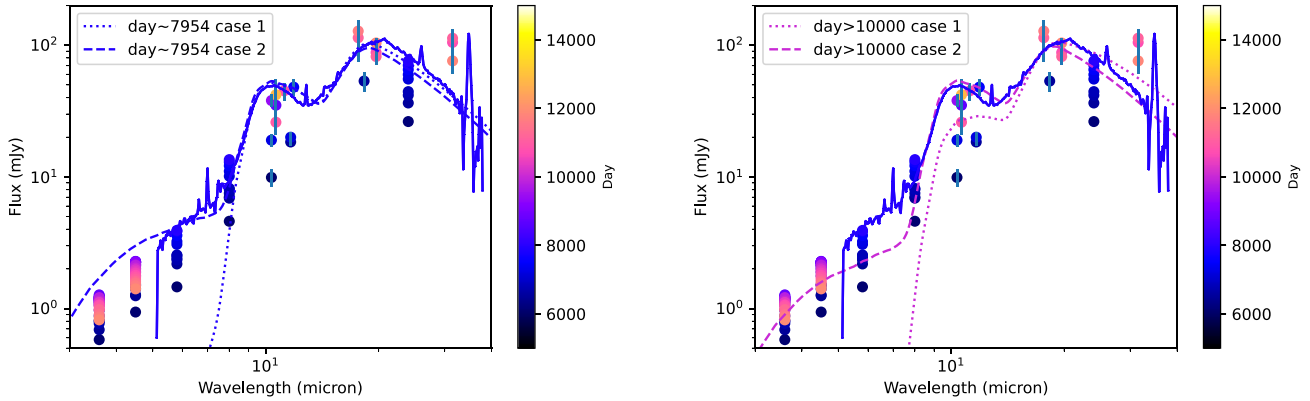 day~7954 case 1
day~7954 case 2
10²
10¹
10⁰
Flux (mJy)
10¹
Wavelength (micron)
14000
12000
10000
8000
6000
Day
day>10000 case 1
day>10000 case 2
10²
10¹
10⁰
Flux (mJy)
10¹
Wavelength (micron)
14000
12000
10000
8000
6000
Day